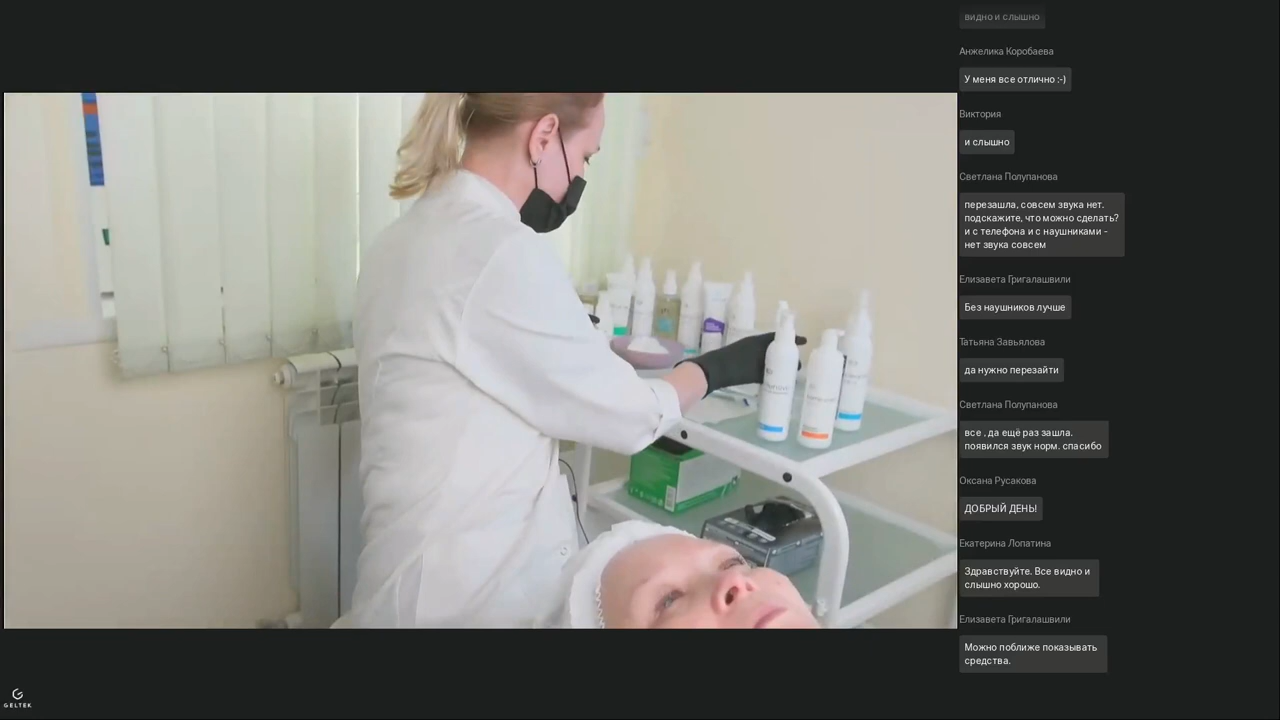 видно и слышно
Анжелика Коробаева
У меня все отлично :-)
Виктория
и слышно
Светлана Полупанова
перезашла, совсем звука нет.
подскажите, что можно сделать?
и с телефона и с наушниками -
нет звука совсем
Елизавета Григалашвили
Без наушников лучше
Татьяна Завьялова
да нужно перезайти
Светлана Полупанова
все , да ещё раз зашла.
появился звук норм. спасибо
Оксана Русакова
ДОБРЫЙ ДЕНЬ!
Екатерина Лопатина
Здравствуйте. Все видно и
слышно хорошо.
Елизавета Григалашвили
Можно поближе показывать
средства.
GELTEK